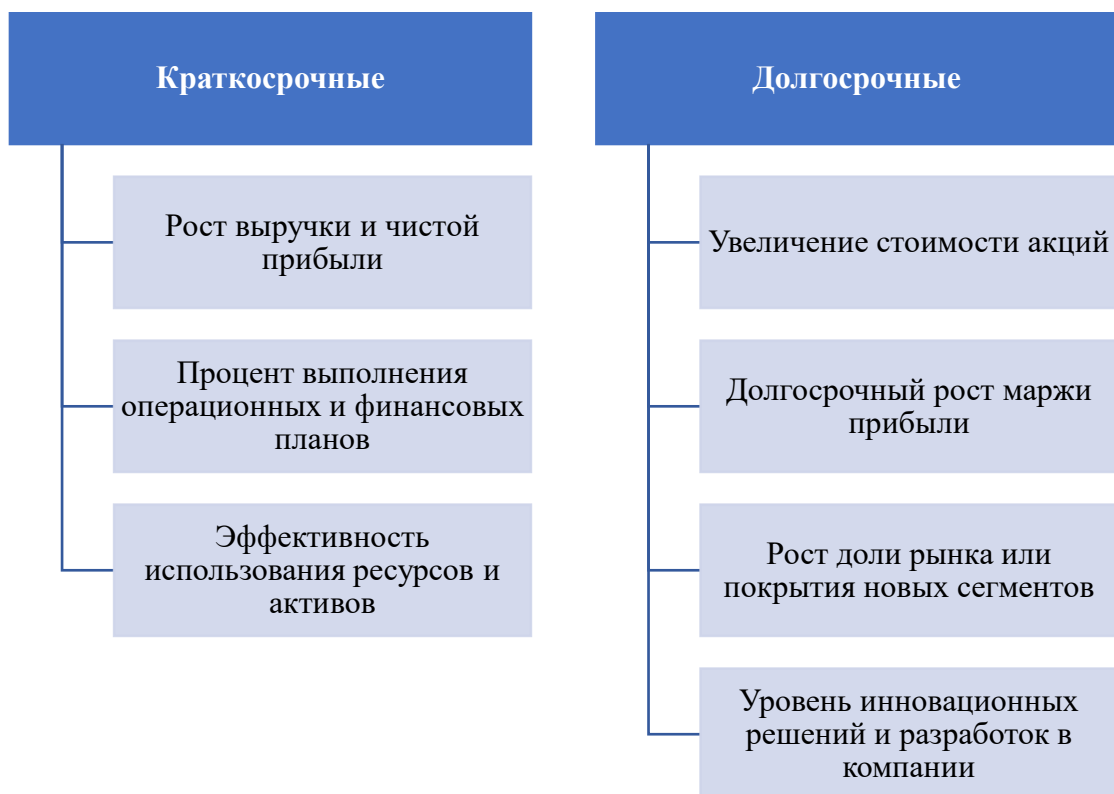 Краткосрочные
Рост выручки и чистой
прибыли
Процент выполнения
операционных и финансовых
планов
Эффективность
использования ресурсов и
активов
Долгосрочные
Увеличение стоимости акций
Долгосрочный рост маржи
прибыли
Рост доли рынка или
покрытия новых сегментов
Уровень инновационных
решений и разработок в
компании